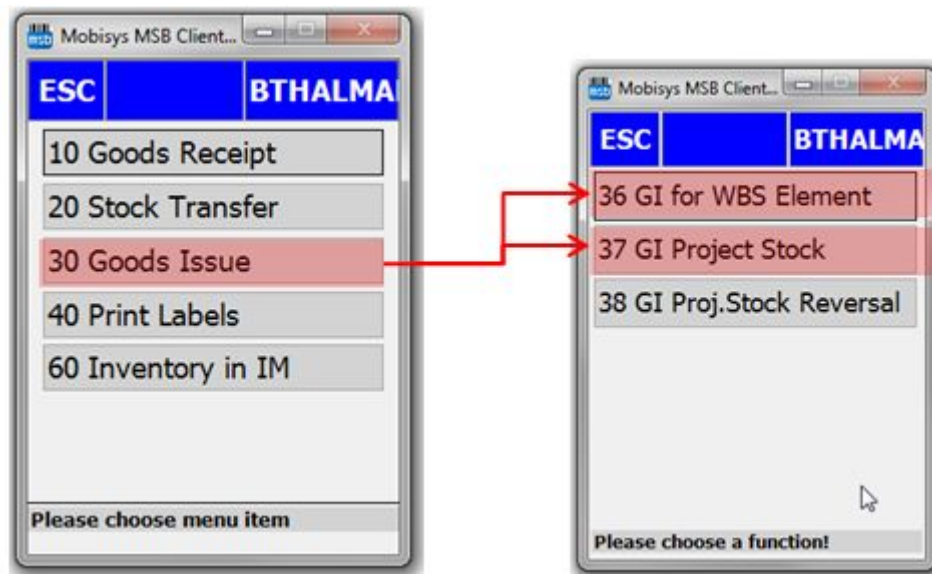 Mobisys MSB Client...
ESC BTHALMA
10 Goods Receipt
20 Stock Transfer
30 Goods Issue
40 Print Labels
60 Inventory in IM
Please choose menu item
Mobisys MSB Client...
ESC BTHALMA
36 GI for WBS Element
37 GI Project Stock
38 GI Proj.Stock Reversal
Please choose a function!